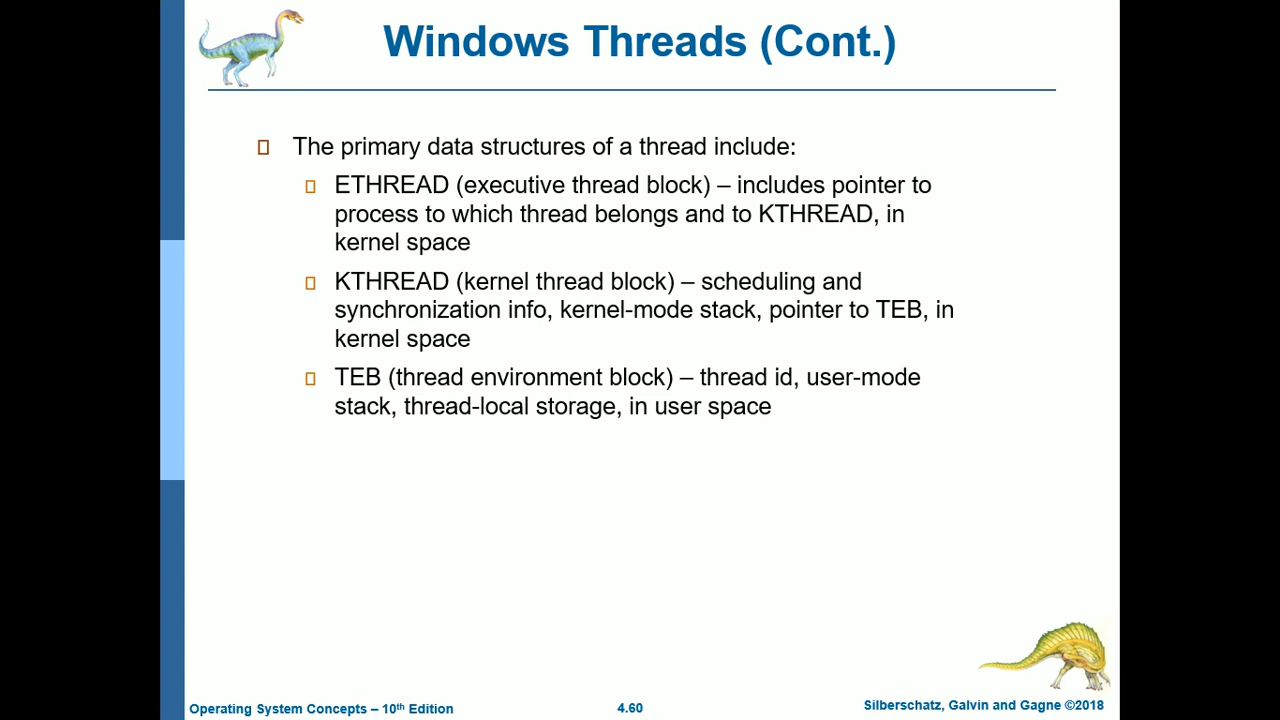 Windows Threads (Cont.)
The primary data structures of a thread include:
ETHREAD (executive thread block) – includes pointer to
process to which thread belongs and to KTHREAD, in
kernel space
KTHREAD (kernel thread block) – scheduling and
synchronization info, kernel-mode stack, pointer to TEB, in
kernel space
TEB (thread environment block) – thread id, user-mode
stack, thread-local storage, in user space
Operating System Concepts – 10th Edition
4.60
Silberschatz, Galvin and Gagne ©2018